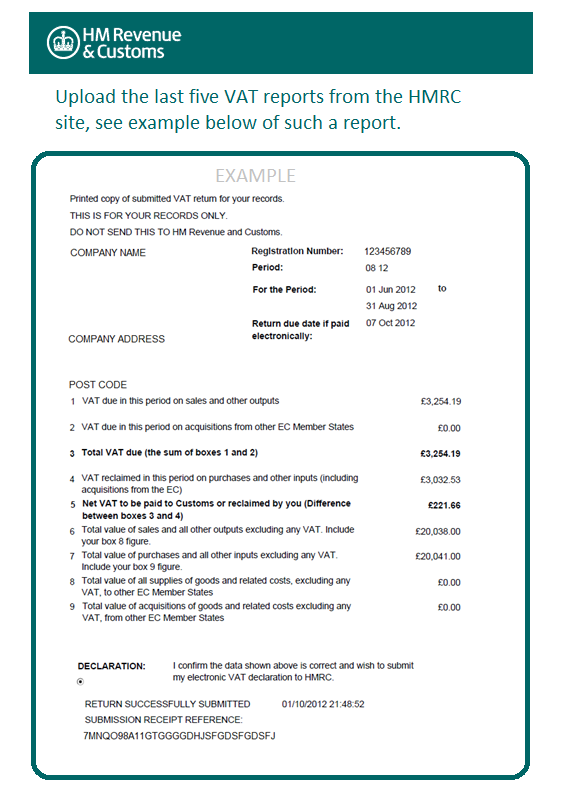 HM Revenue
& Customs
Upload the last five VAT reports from the HMRC
site, see example below of such a report.
EXAMPLE
Printed copy of submitted VAT return for your records.
THIS IS FOR YOUR RECORDS ONLY.
DO NOT SEND THIS TO HM Revenue and Customs.
COMPANY NAME
Registration Number: 123456789
Period: 08 12
For the Period: 01 Jun 2012 to
31 Aug 2012
Return due date if paid 07 Oct 2012
electronically:
COMPANY ADDRESS
POST CODE
1 VAT due in this period on sales and other outputs £3,254.19
2 VAT due in this period on acquisitions from other EC Member States £0.00
3 Total VAT due (the sum of boxes 1 and 2) £3,254.19
4 VAT reclaimed in this period on purchases and other inputs (including £3,032.53
acquisitions from the EC)
5 Net VAT to be paid to Customs or reclaimed by you (Difference £221.66
between boxes 3 and 4)
6 Total value of sales and all other outputs excluding any VAT. Include £20,038.00
your box 8 figure.
7 Total value of purchases and all other inputs excluding any VAT. £20,041.00
Include your box 9 figure.
8 Total value of all supplies of goods and related costs, excluding any £0.00
VAT, to other EC Member States
9 Total value of acquisitions of goods and related costs excluding any £0.00
VAT, from other EC Member States
DECLARATION: I confirm the data shown above is correct and wish to submit
my electronic VAT declaration to HMRC.
RETURN SUCCESSFULLY SUBMITTED 01/10/2012 21:48:52
SUBMISSION RECEIPT REFERENCE:
7MNQO98A11GTGGGGDHJSFGDSFGDSFJ